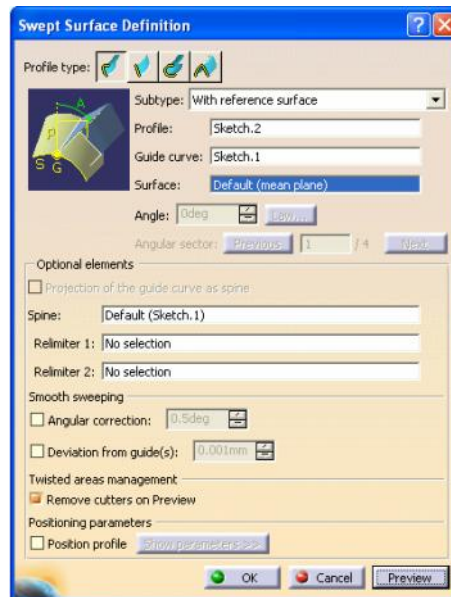 Swept Surface Definition
Profile type:
Subtype: With reference surface
Profile: Sketch.2
Guide curve: Sketch.1
Surface: Default (mean plane)
Angle: 0deg Law...
Angular sector: Previous 1 / 4 Next
Optional elements
Projection of the guide curve as spine
Spine: Default (Sketch.1)
Relimiter 1: No selection
Relimiter 2: No selection
Smooth sweeping
Angular correction: 0.5deg
Deviation from guide(s): 0.001mm
Twisted areas management
Remove cutters on Preview
Positioning parameters
Position profile Show parameters >>
OK Cancel Preview
A
P
S G